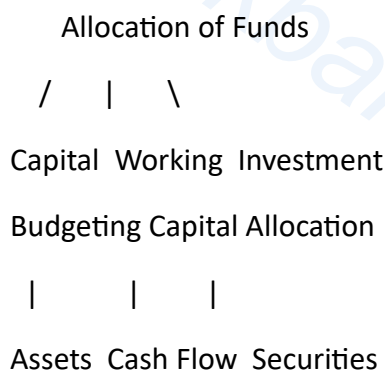 Allocation of Funds
/ | \
Capital Working Investment
Budgeting Capital Allocation
| | |
Assets Cash Flow Securities